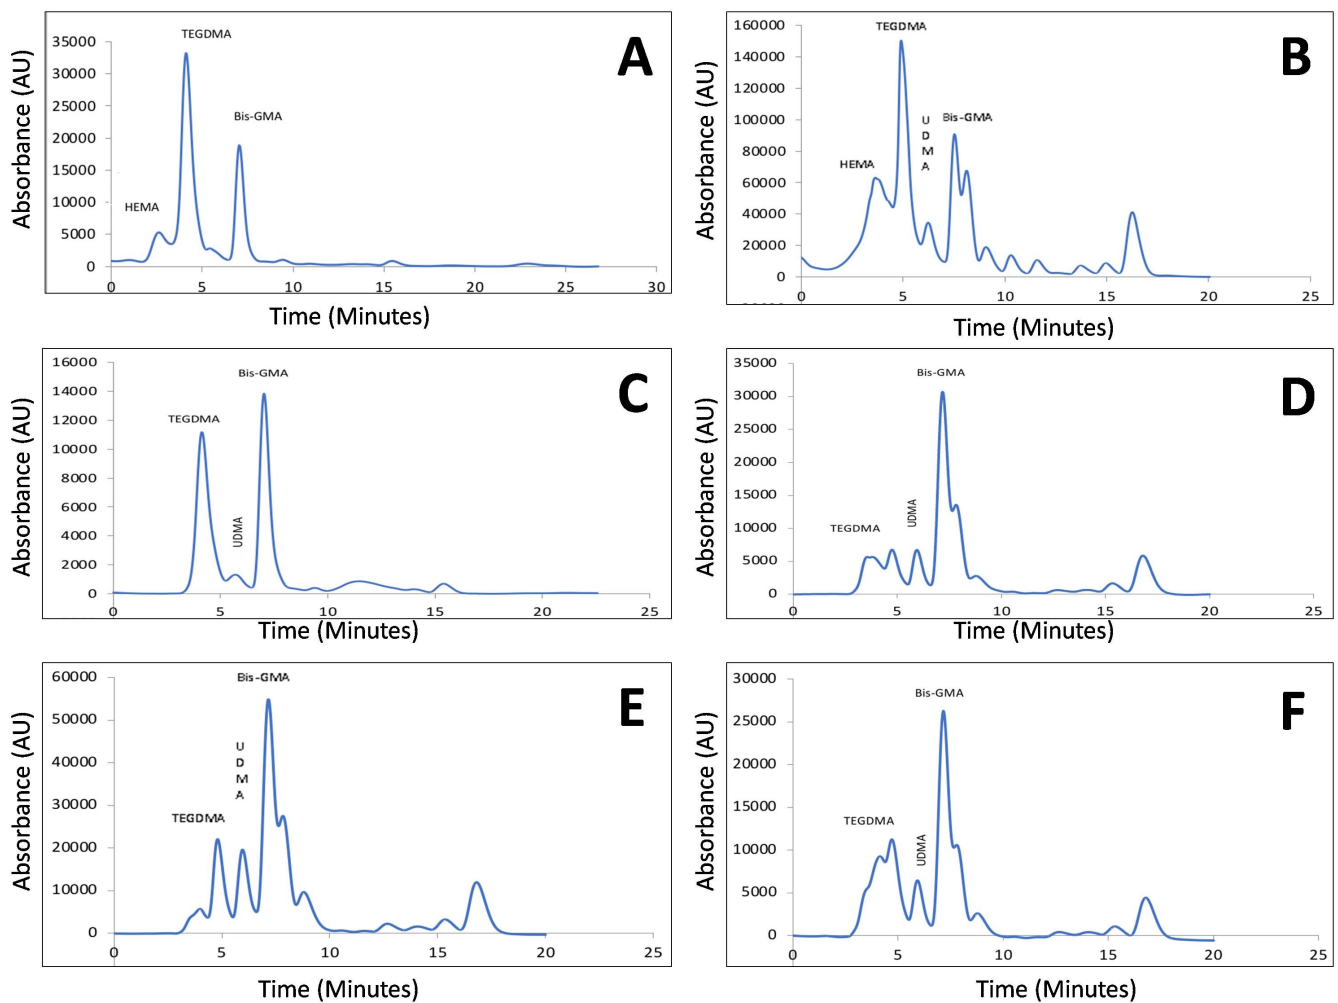 TEGDMA
A
35000
30000
25000
20000
15000
10000
5000
0
Bis-GMA
HEMA
0 5 10 15 20 25 30
Absorbance (AU)
Time (Minutes)
TEGDMA
B
160000
140000
120000
100000
80000
60000
40000
20000
0
U
D
M
A
Bis-GMA
HEMA
0 5 10 15 20 25
Absorbance (AU)
Time (Minutes)
C
16000
14000
12000
10000
8000
6000
4000
2000
0
Bis-GMA
TEGDMA
UDMA
0 5 10 15 20 25
Absorbance (AU)
Time (Minutes)
D
35000
30000
25000
20000
15000
10000
5000
0
Bis-GMA
UDMA
TEGDMA
0 5 10 15 20 25
Absorbance (AU)
Time (Minutes)
E
60000
50000
40000
30000
20000
10000
0
Bis-GMA
U
D
M
A
TEGDMA
0 5 10 15 20 25
Absorbance (AU)
Time (Minutes)
F
30000
25000
20000
15000
10000
5000
0
Bis-GMA
TEGDMA
UDMA
0 5 10 15 20 25
Absorbance (AU)
Time (Minutes)